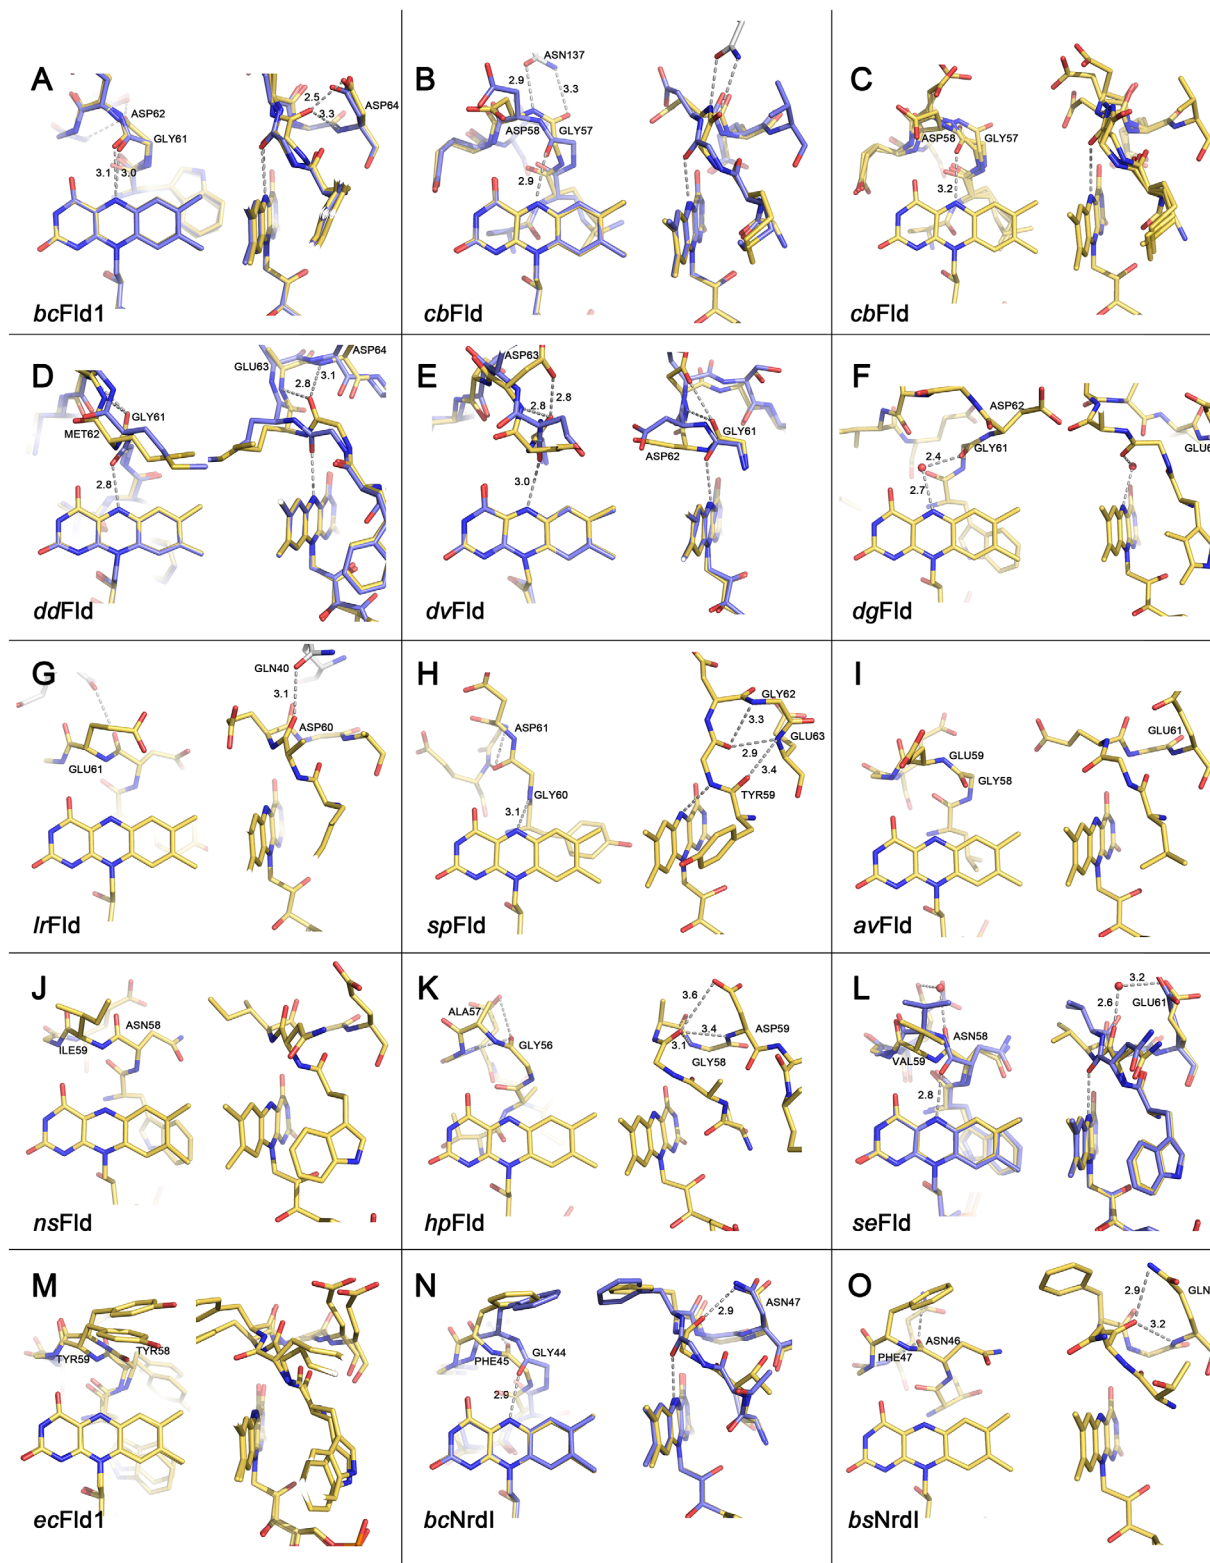 A
ASP62
GLY61
3.1
3.0
2.5
3.3
ASP64
bcFld1
B
ASN137
2.9
3.3
ASP58
GLY57
2.9
cbFld
C
ASP58
GLY57
3.2
cbFld
D
GLY61
MET62
2.8
GLU63
ASP64
3.1
2.8
ddFld
E
ASP63
2.8
2.8
3.0
GLY61
ASP62
dvFld
F
ASP62
GLY61
2.4
2.7
GLU6
dgFld
G
GLU61
GLN40
3.1
ASP60
lrFld
H
ASP61
GLY60
3.1
GLY62
3.3
GLU63
2.9
3.4
TYR59
spFld
I
GLU59
GLY58
GLU61
avFld
J
ASN58
ILE59
nsFld
K
ALA57
GLY56
3.6
3.4
3.1
GLY58
ASP59
hpFld
L
ASN58
VAL59
2.8
3.2
2.6
GLU61
seFld
M
TYR59
TYR58
ecFld1
N
PHE45
GLY44
2.9
2.9
ASN47
bcNrdI
O
ASN46
PHE47
2.9
3.2
GLN
bsNrdI